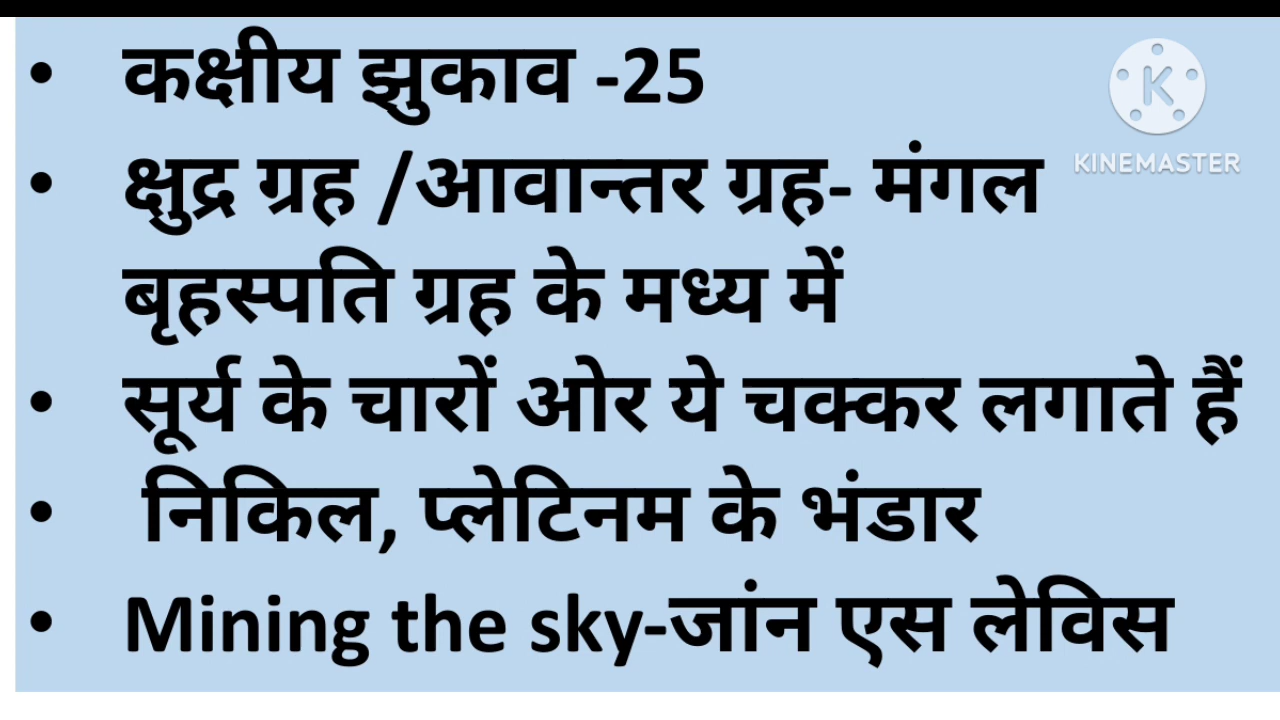 • कक्षीय झुकाव -25
K
KINEMASTER
• क्षुद्र ग्रह /आवान्तर ग्रह- मंगल
बृहस्पति ग्रह के मध्य में
• सूर्य के चारों ओर ये चक्कर लगाते हैं
• निकिल, प्लेटिनम के भंडार
• Mining the sky-जांन एस लेविस